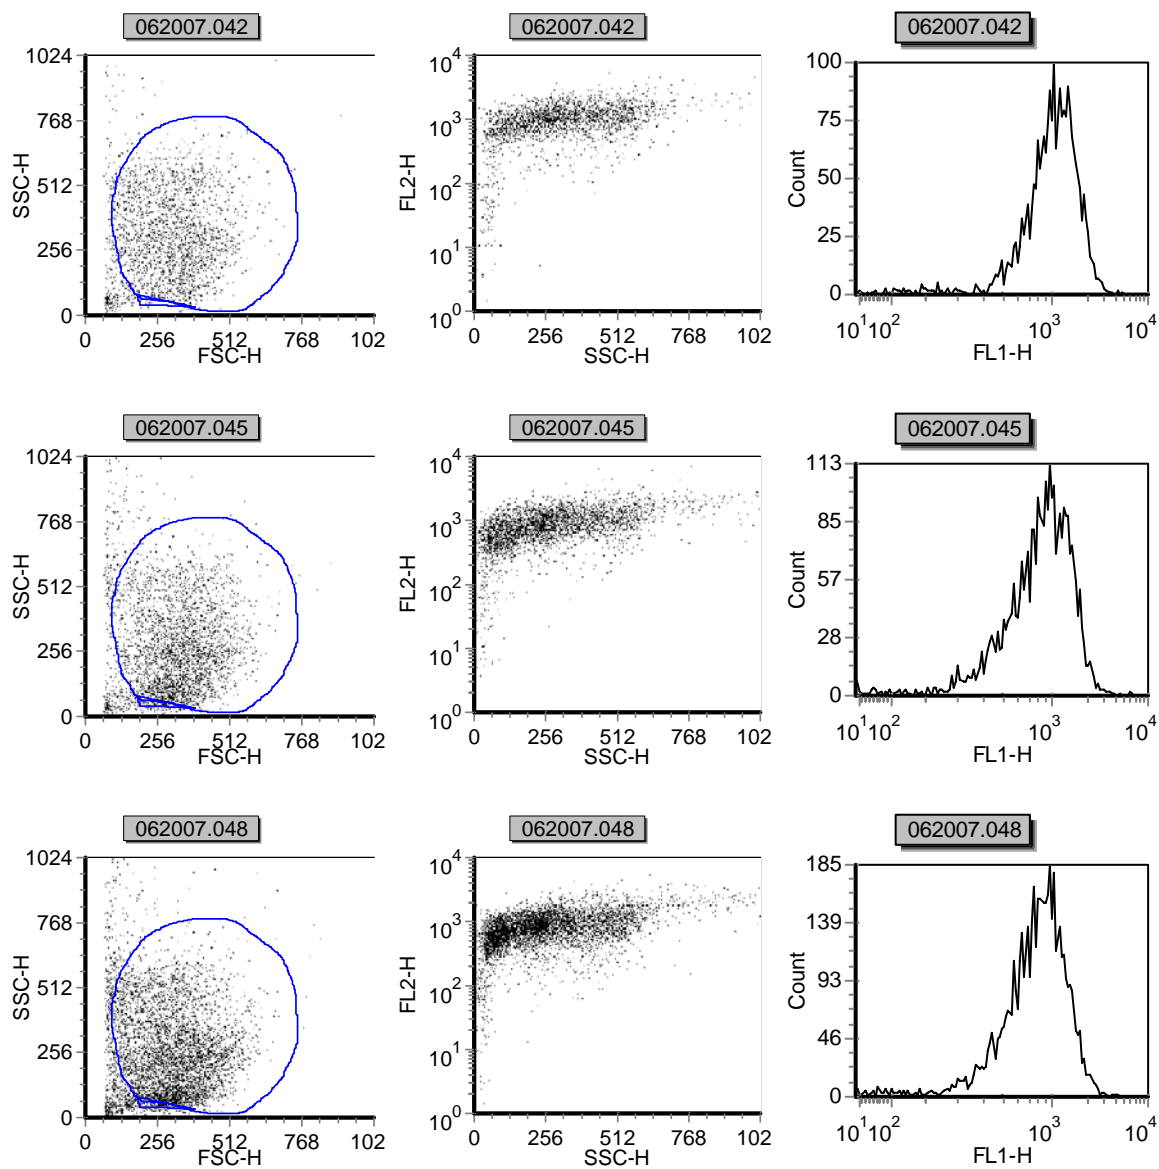 062007.042 062007.042 062007.042
1024 768 512 256 0
SSC-H
0 256 512 768 102
FSC-H
10^4 10^3 10^2 10^1 10^0
FL2-H
0 256 512 768 102
SSC-H
100 75 50 25 0
Count
10^1 10^2 10^3 10^4
FL1-H
062007.045 062007.045 062007.045
1024 768 512 256 0
SSC-H
0 256 512 768 102
FSC-H
10^4 10^3 10^2 10^1 10^0
FL2-H
0 256 512 768 102
SSC-H
113 85 57 28 0
Count
10^1 10^2 10^3 10^4
FL1-H
062007.048 062007.048 062007.048
1024 768 512 256 0
SSC-H
0 256 512 768 102
FSC-H
10^4 10^3 10^2 10^1 10^0
FL2-H
0 256 512 768 102
SSC-H
185 139 93 46 0
Count
10^1 10^2 10^3 10^4
FL1-H